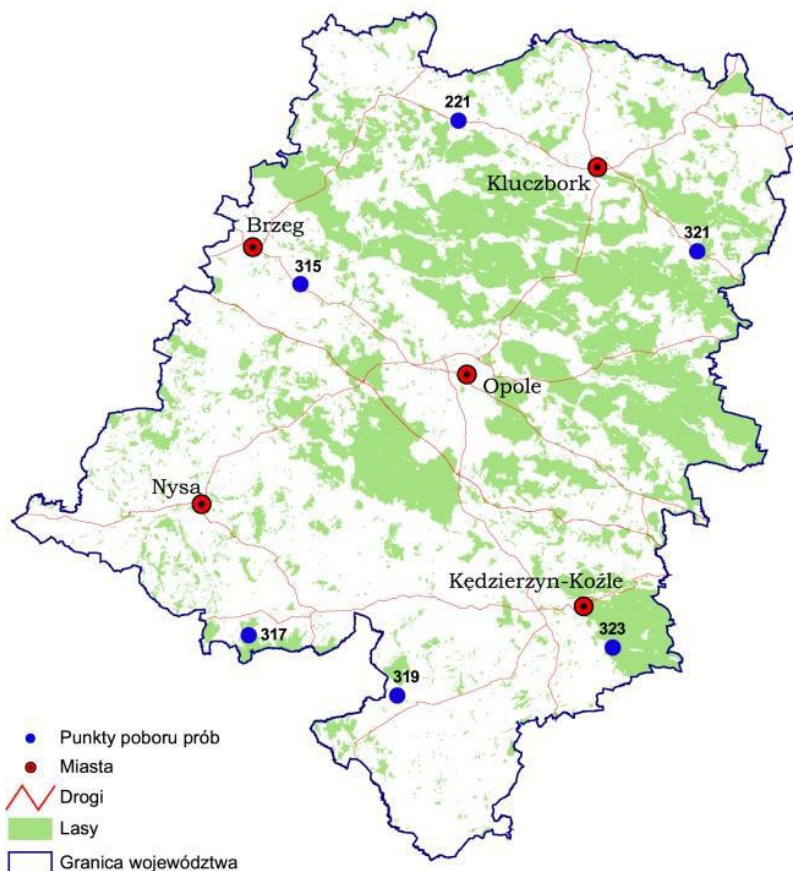 221
Kluczbork
321
Brzeg
315
Opole
Nysa
Kędzierzyn-Koźle
317
323
319
Punkty poboru prób
Miasta
Drogi
Lasy
Granica województwa